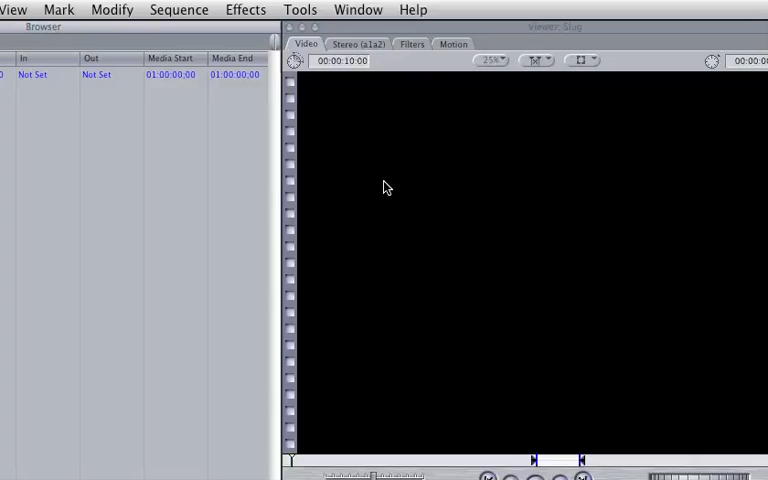 View Mark Modify Sequence Effects Tools Window Help
Browser
Viewer: Slug
Video Stereo (a1a2) Filters Motion
In Out Media Start Media End
00:00:10:00 25% 00:00:0
Not Set Not Set 01:00:00;00 01:00:00;00